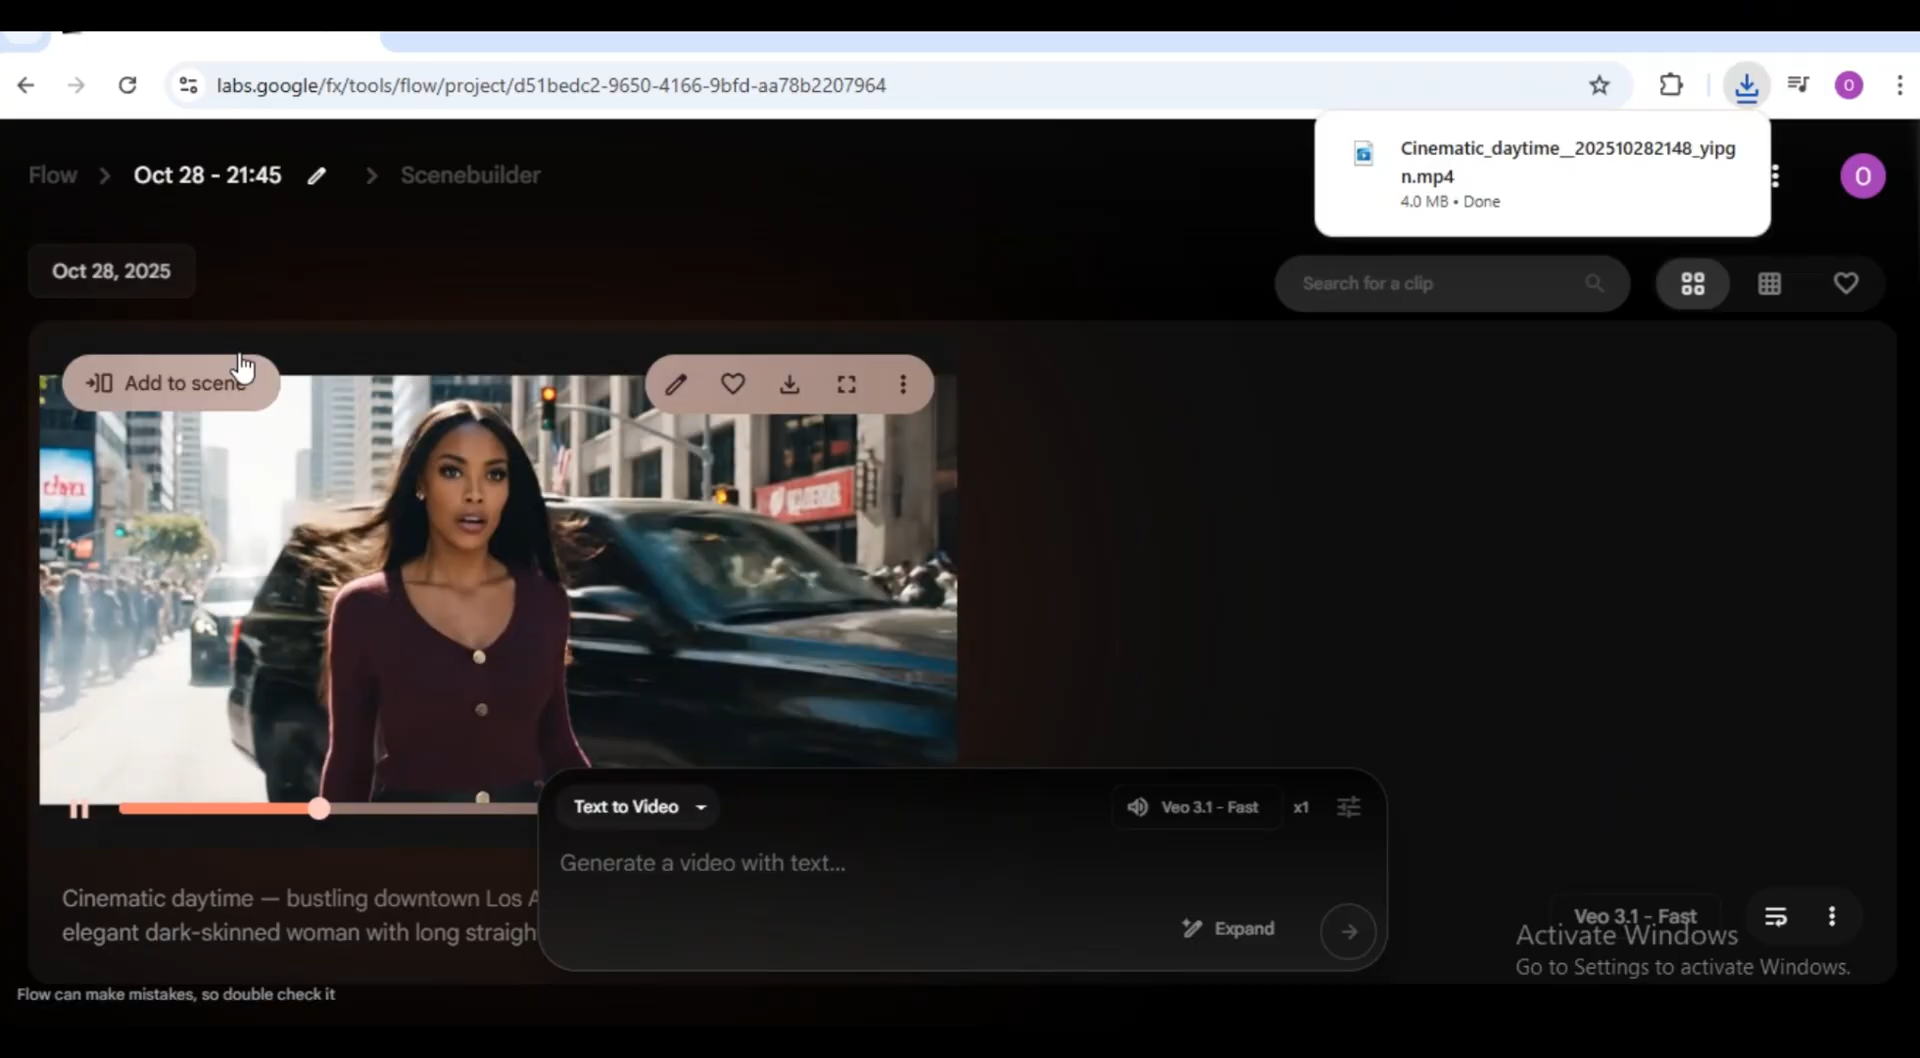 labs.google/fx/tools/flow/project/d51bedc2-9650-4166-9bfd-aa78b2207964
Cinematic_daytime__202510282148_yipg
n.mp4
4.0 MB • Done
Flow > Oct 28 - 21:45 > Scenebuilder
O
O
Oct 28, 2025
Search for a clip
Add to scene
Text to Video
Veo 3.1 - Fast
x1
Generate a video with text...
Cinematic daytime — bustling downtown Los
elegant dark-skinned woman with long straigh
Expand
Veo 3.1 - Fast
Activate Windows
Go to Settings to activate Windows.
Flow can make mistakes, so double check it